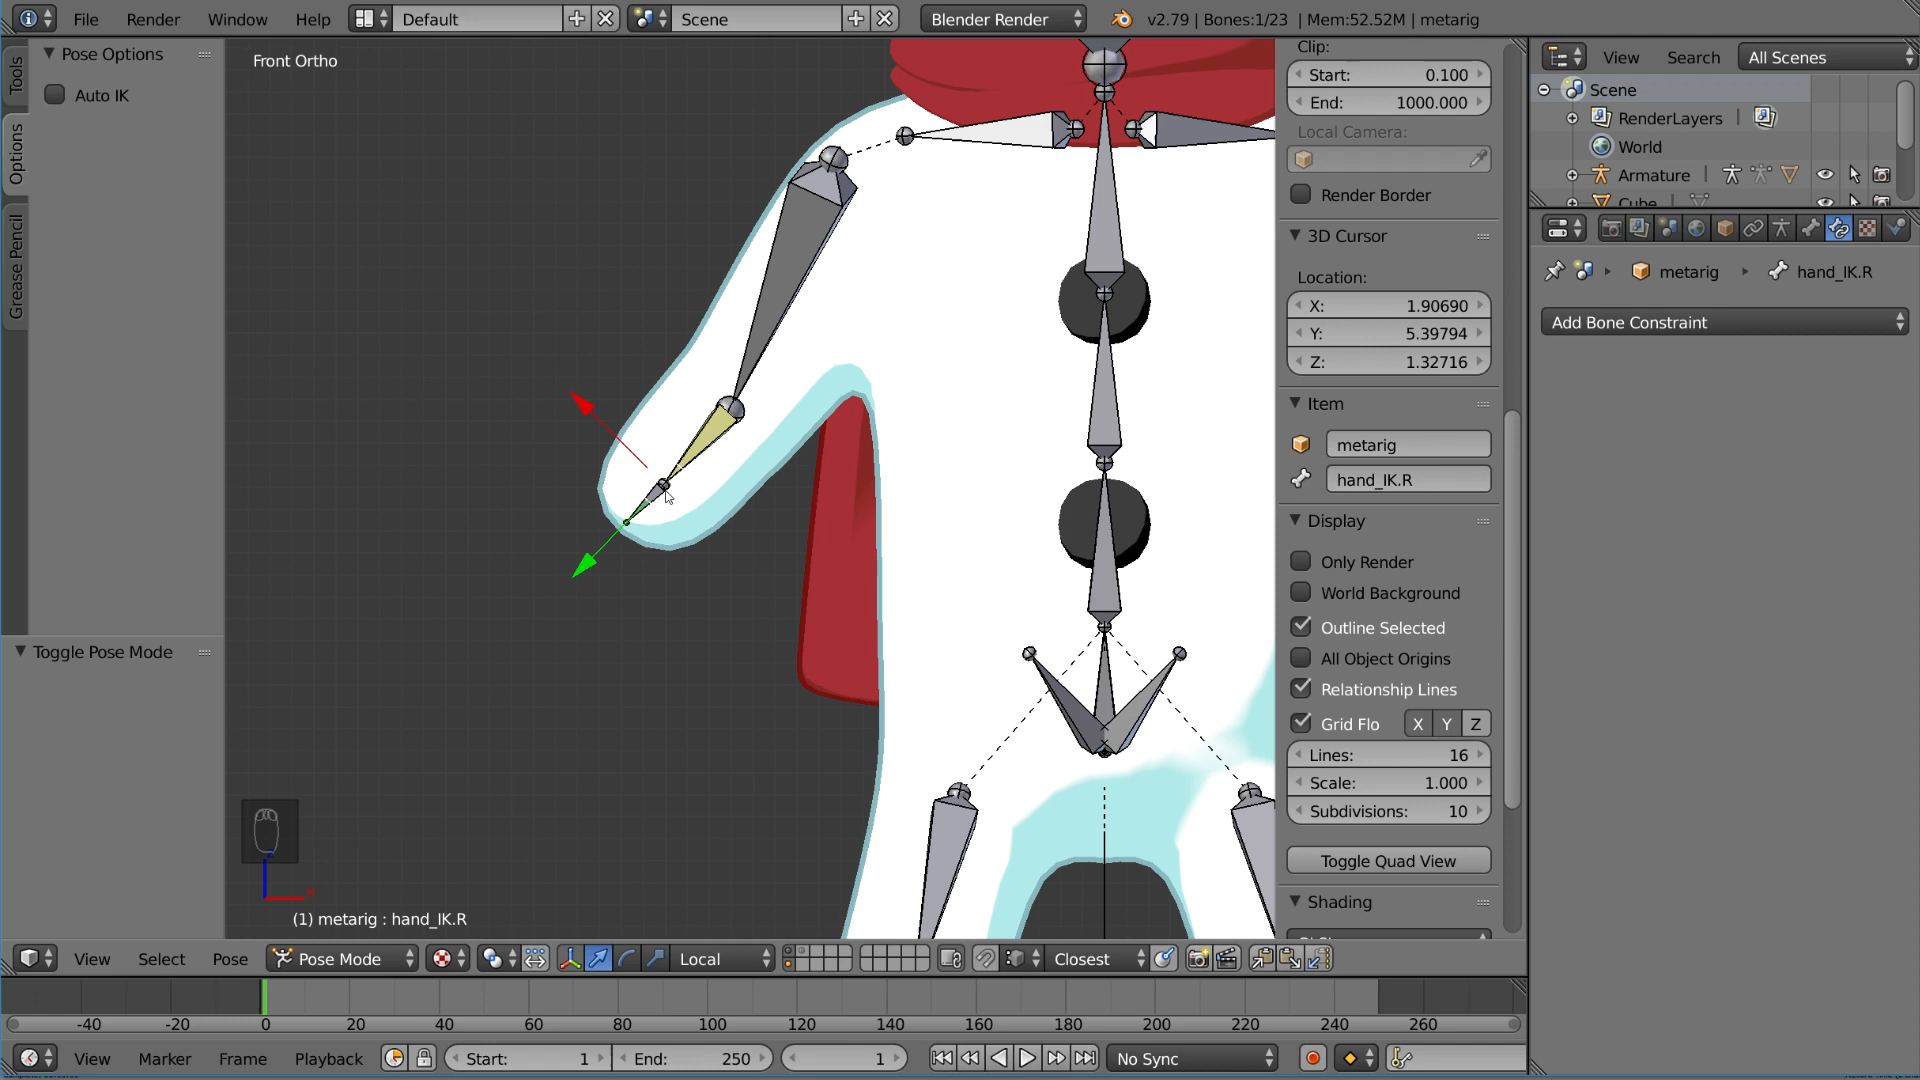 File Render Window Help Default Scene Blender Render v2.79 | Bones:1/23 | Mem:52.52M | metarig
Pose Options
Auto IK
Tools
Options
Grease Pencil
Toggle Pose Mode
Front Ortho
(1) metarig : hand_IK.R
Clip:
Start: 0.100
End: 1000.000
Local Camera:
Render Border
3D Cursor
Location:
X: 1.90690
Y: 5.39794
Z: 1.32716
Item
metarig
hand_IK.R
Display
Only Render
World Background
Outline Selected
All Object Origins
Relationship Lines
Grid Flo X Y Z
Lines: 16
Scale: 1.000
Subdivisions: 10
Toggle Quad View
Shading
View Search All Scenes
Scene
RenderLayers
World
Armature
Cube
metarig hand_IK.R
Add Bone Constraint
View Select Pose Pose Mode Local Closest
-40 -20 0 20 40 60 80 100 120 140 160 180 200 220 240 260
View Marker Frame Playback Start: 1 End: 250 1 No Sync